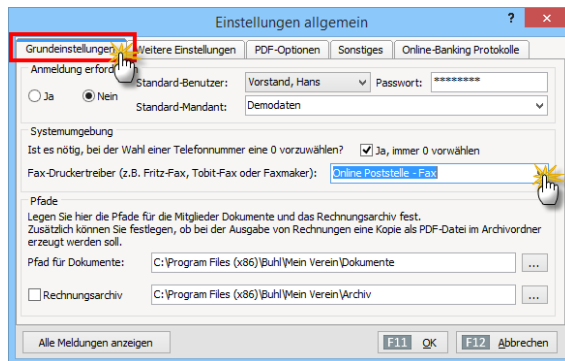 Einstellungen allgemein ? ×
Grundeinstellungen Weitere Einstellungen PDF-Optionen Sonstiges Online-Banking Protokolle
Anmeldung erforderlich
Ja Nein Standard-Benutzer: Vorstand, Hans Passwort: ********
Standard-Mandant: Demodaten
Systemumgebung
Ist es nötig, bei der Wahl einer Telefonnummer eine 0 vorzuwählen? Ja, immer 0 vorwählen
Fax-Druckertreiber (z.B. Fritz-Fax, Tobit-Fax oder Faxmaker): Online Poststelle - Fax
Pfade
Legen Sie hier die Pfade für die Mitglieder Dokumente und das Rechnungsarchiv fest.
Zusätzlich können Sie festlegen, ob bei der Ausgabe von Rechnungen eine Kopie als PDF-Datei im Archivordner
erzeugt werden soll.
Pfad für Dokumente: C:\Program Files (x86)\Buhl\Mein Verein\Dokumente ...
Rechnungsarchiv C:\Program Files (x86)\Buhl\Mein Verein\Archiv ...
Alle Meldungen anzeigen F11 OK F12 Abbrechen